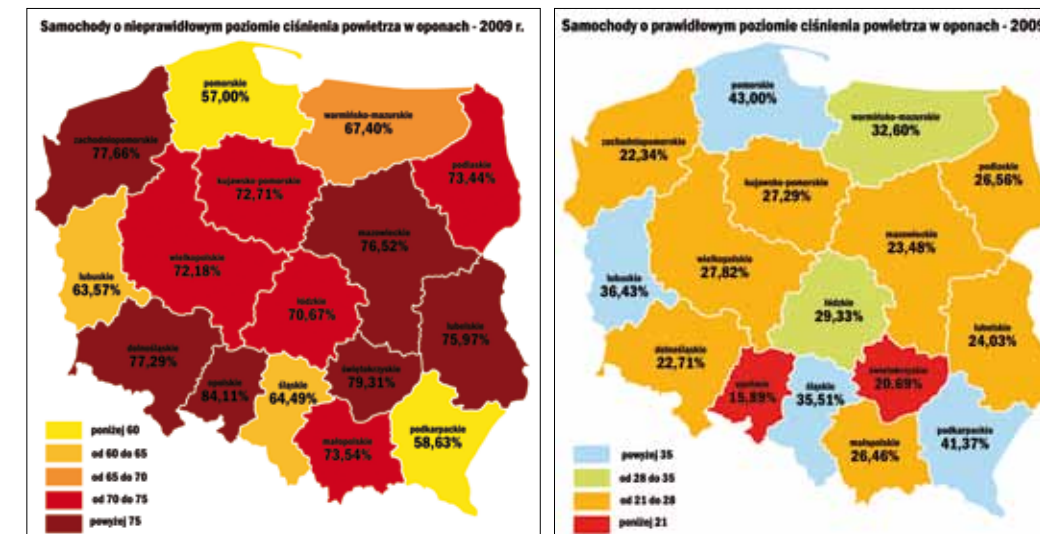 Samochody o nieprawidłowym poziomie ciśnienia powietrza w oponach - 2009 r.
pomorskie
57,00%
warmińsko-mazurskie
67,40%
zachodniopomorskie
77,66%
podlaskie
73,44%
kujawsko-pomorskie
72,71%
mazowieckie
76,52%
wielkopolskie
72,18%
lubuskie
63,57%
łódzkie
70,67%
lubelskie
75,97%
dolnośląskie
77,29%
opolskie
84,11%
śląskie
64,49%
świętokrzyskie
79,31%
małopolskie
73,54%
podkarpackie
58,63%
poniżej 60
od 60 do 65
od 65 do 70
od 70 do 75
powyżej 75
Samochody o prawidłowym poziomie ciśnienia powietrza w oponach - 2009
pomorskie
43,00%
warmińsko-mazurskie
32,60%
zachodniopomorskie
22,34%
podlaskie
26,56%
kujawsko-pomorskie
27,29%
mazowieckie
23,48%
wielkopolskie
27,82%
lubuskie
36,43%
łódzkie
29,33%
lubelskie
24,03%
dolnośląskie
22,71%
opolskie
15,89%
śląskie
35,51%
świętokrzyskie
20,69%
małopolskie
26,46%
podkarpackie
41,37%
powyżej 35
od 28 do 35
od 21 do 28
poniżej 21